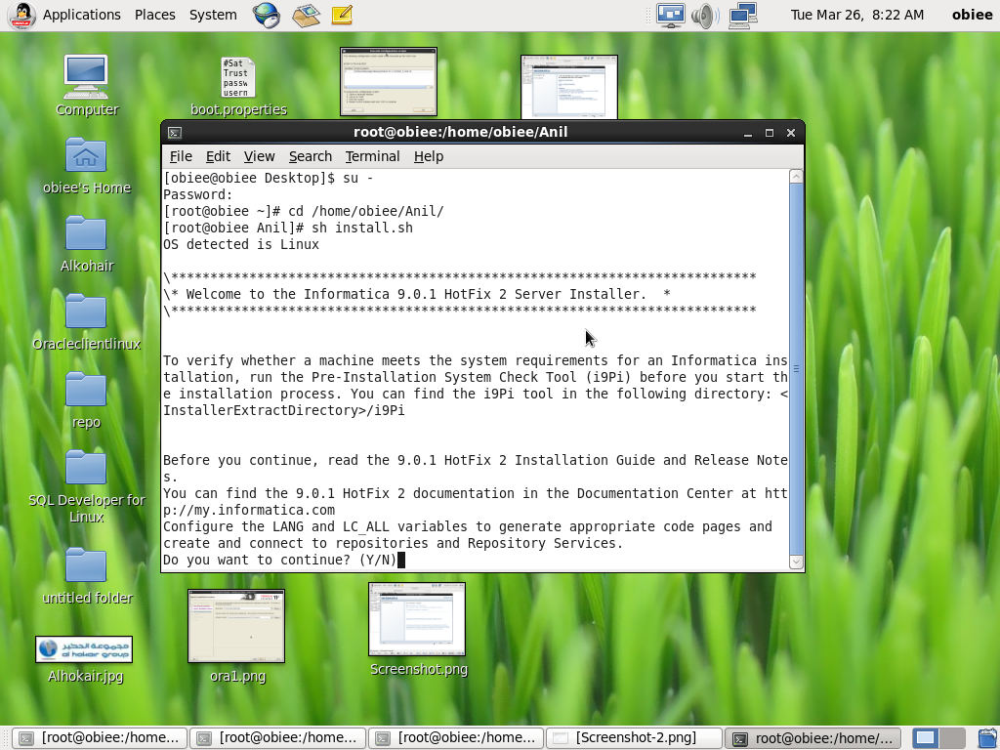 Applications Places System
Tue Mar 26, 8:22 AM obiee
Computer
#Sat
Trust
passw
usern
boot.properties
obiee's Home
Alkohair
Oracleclientlinux
repo
SQL Developer for
Linux
untitled folder
مجموعة الحكير
al hokair group
Alhokair.jpg
ora1.png
Screenshot.png
root@obiee:/home/obiee/Anil
File Edit View Search Terminal Help
[obiee@obiee Desktop]$ su -
Password:
[root@obiee ~]# cd /home/obiee/Anil/
[root@obiee Anil]# sh install.sh
OS detected is Linux
\***************************************************************************
\* Welcome to the Informatica 9.0.1 HotFix 2 Server Installer.  *
\***************************************************************************
To verify whether a machine meets the system requirements for an Informatica ins
tallation, run the Pre-Installation System Check Tool (i9Pi) before you start th
e installation process. You can find the i9Pi tool in the following directory: <
InstallerExtractDirectory>/i9Pi
Before you continue, read the 9.0.1 HotFix 2 Installation Guide and Release Note
s.
You can find the 9.0.1 HotFix 2 documentation in the Documentation Center at htt
p://my.informatica.com
Configure the LANG and LC_ALL variables to generate appropriate code pages and
create and connect to repositories and Repository Services.
Do you want to continue? (Y/N)
[root@obiee:/home...
[root@obiee:/home...
[root@obiee:/home...
[Screenshot-2.png]
root@obiee:/home/...